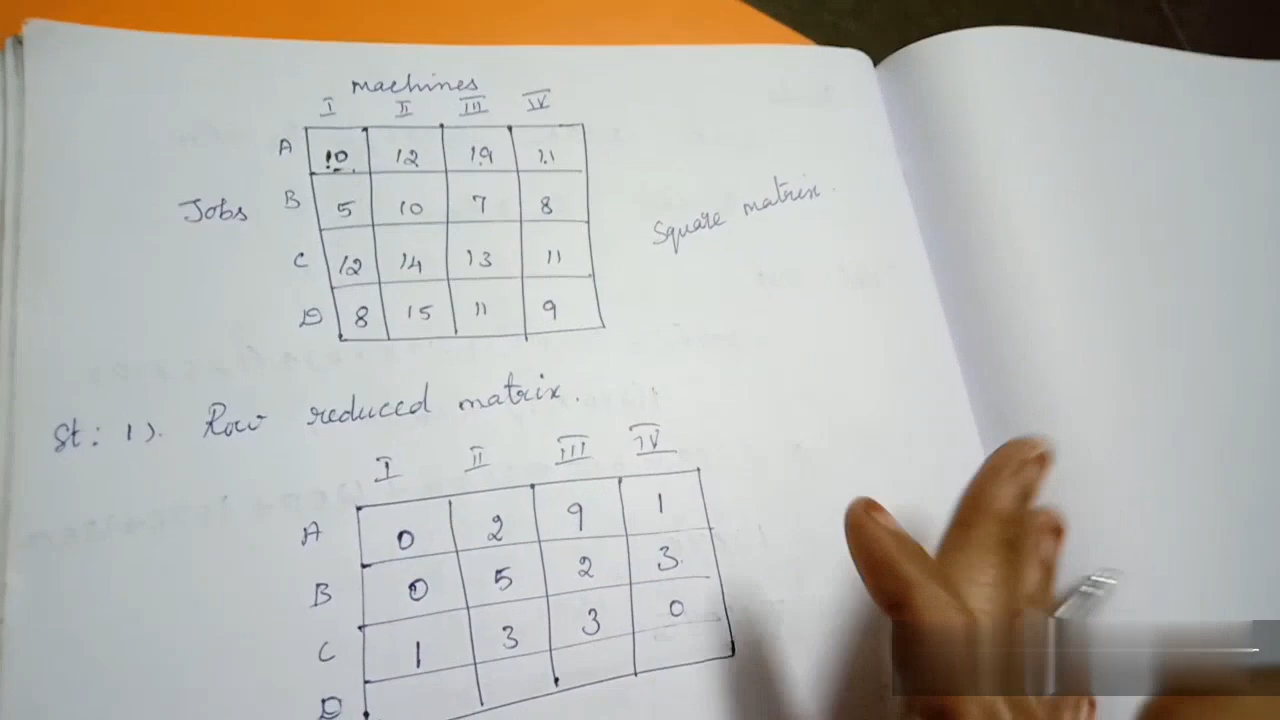 machines
I II III IV
A 10 12 19 11
Jobs B 5 10 7 8
C 12 14 13 11
D 8 15 11 9
Square matrix.
St: 1). Row reduced matrix.
I II III IV
A 0 2 9 1
B 0 5 2 3
C 1 3 3 0
D